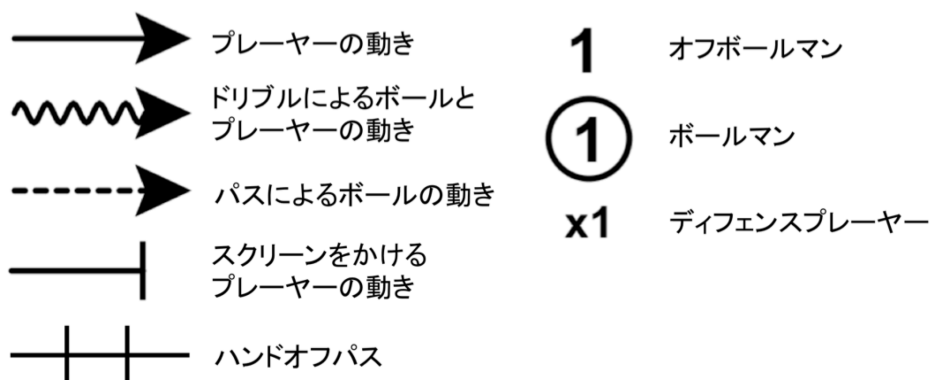 プレーヤーの動き
ドリブルによるボールと
プレーヤーの動き
パスによるボールの動き
スクリーンをかける
プレーヤーの動き
ハンドオフパス
1 オフボールマン
1 ボールマン
x1 ディフェンスプレーヤー